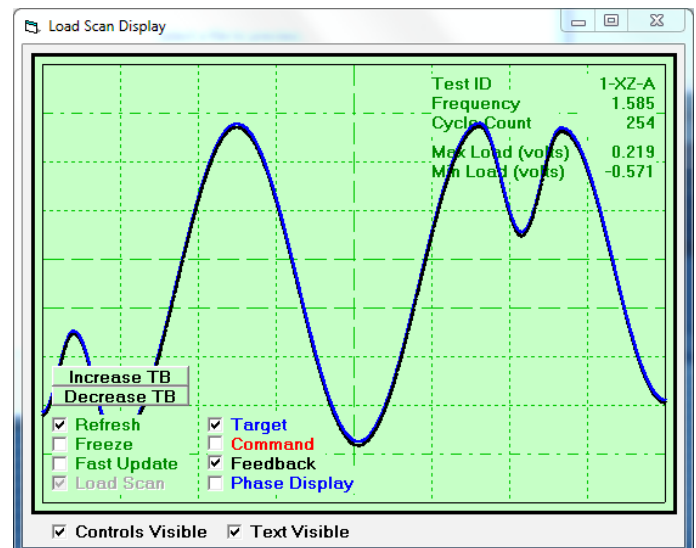 Load Scan Display
Test ID 1-XZ-A
Frequency 1.585
Cycle Count 254
Max Load (volts) 0.219
Min Load (volts) -0.571
Increase TB
Decrease TB
Refresh Target
Freeze Command
Fast Update Feedback
Load Scan Phase Display
Controls Visible Text Visible